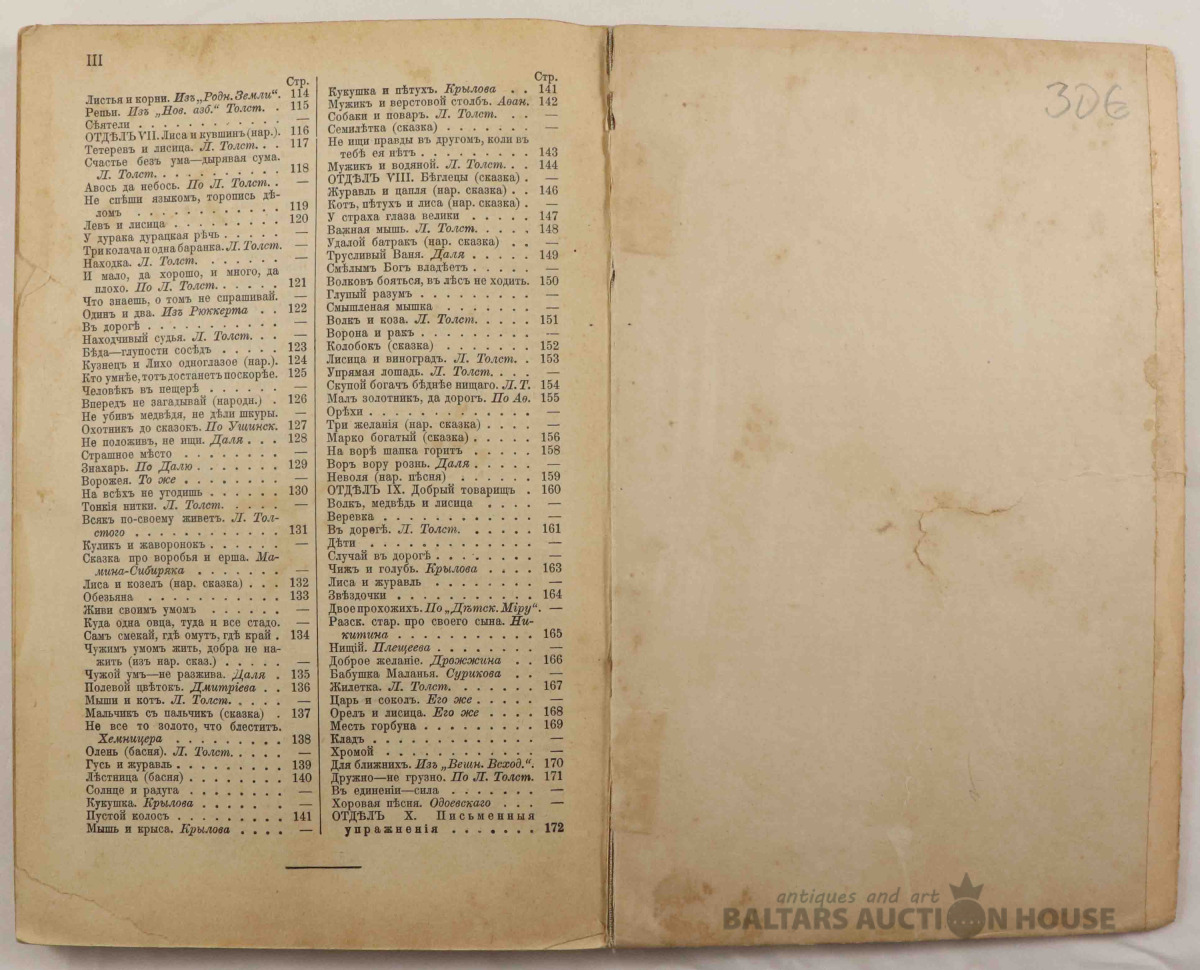 III
Стр.
Листья и корни. Изъ „Родн. Земли“. 114
Репьи. Изъ „Нов. азб.“ Толст. . 115
Сѣятели . . . . . . . . . . . . —
ОТДѢЛЪ VII. Лиса и кувшинъ (нар.). 116
Тетеревъ и лисица. Л. Толст. . . 117
Счастье безъ ума—дырявая сума.
Л. Толст. . . . . . . . . . . 118
Авось да небось. По Л. Толст. . —
Не спѣши языкомъ, торопись дѣ-
ломъ . . . . . . . . . . . . 119
Левъ и лисица . . . . . . . . . 120
У дурака дурацкая рѣчь . . . . . —
Три колача и одна баранка. Л. Толст. —
Находка. Л. Толст. . . . . . . . —
И мало, да хорошо, и много, да
плохо. По Л. Толст. . . . . . 121
Что знаешь, о томъ не спрашивай. —
Одинъ и два. Изъ Рюккерта . . 122
Въ дорогѣ . . . . . . . . . . . —
Находчивый судья. Л. Толст. . . —
Бѣда—глупости сосѣдъ . . . . . 123
Кузнецъ и Лихо одноглазое (нар.). 124
Кто умнѣе, тотъ достанетъ поскорѣе. 125
Человѣкъ въ пещерѣ . . . . . . —
Впередъ не загадывай (народн.) . 126
Не убивъ медвѣдя, не дѣли шкуры. —
Охотникъ до сказокъ. По Ушинск. 127
Не положивъ, не ищи. Даля . . . 128
Страшное мѣсто . . . . . . . . —
Знахарь. По Далю . . . . . . . 129
Ворожея. То же . . . . . . . . —
На всѣхъ не угодишь . . . . . . 130
Тонкія нитки. Л. Толст. . . . . —
Всякъ по-своему живетъ. Л. Тол-
стого . . . . . . . . . . . . 131
Куликъ и жаворонокъ . . . . . . —
Сказка про воробья и ерша. Ма-
мина-Сибиряка . . . . . . . —
Лиса и козелъ (нар. сказка) . . . 132
Обезьяна . . . . . . . . . . . 133
Живи своимъ умомъ . . . . . . —
Куда одна овца, туда и все стадо. —
Самъ смекай, гдѣ омутъ, гдѣ край . 134
Чужимъ умомъ жить, добра не на-
жить (изъ нар. сказ.) . . . . . —
Чужой умъ—не разжива. Даля . 135
Полевой цвѣтокъ. Дмитріева . . 136
Мыши и котъ. Л. Толст. . . . . —
Мальчикъ съ пальчикъ (сказка) . 137
Не все то золото, что блеститъ.
Хемницера . . . . . . . . . 138
Олень (басня). Л. Толст. . . . . —
Гусь и журавль . . . . . . . . . 139
Лѣстница (басня) . . . . . . . . 140
Солнце и радуга . . . . . . . . —
Кукушка. Крылова . . . . . . . —
Пустой колосъ . . . . . . . . . 141
Мышь и крыса. Крылова . . . . —
Стр.
Кукушка и пѣтухъ. Крылова . . 141
Мужикъ и верстовой столбъ. Аѳан. 142
Собаки и поваръ. Л. Толст. . . —
Семилѣтка (сказка) . . . . . . . —
Не ищи правды въ другомъ, коли въ
тебѣ ея нѣтъ . . . . . . . . . 143
Мужикъ и водяной. Л. Толст. . . 144
ОТДѢЛЪ VIII. Бѣглецы (сказка) . —
Журавль и цапля (нар. сказка) . . 146
Котъ, пѣтухъ и лиса (нар. сказка) . —
У страха глаза велики . . . . . 147
Важная мышь. Л. Толст. . . . . 148
Удалой батракъ (нар. сказка) . . —
Трусливый Ваня. Даля . . . . . 149
Смѣлымъ Богъ владѣетъ . . . . . —
Волковъ бояться, въ лѣсъ не ходить. 150
Глупый разумъ . . . . . . . . . —
Смышленая мышка . . . . . . . —
Волкъ и коза. Л. Толст. . . . . 151
Ворона и ракъ . . . . . . . . . —
Колобокъ (сказка) . . . . . . . 152
Лисица и виноградъ. Л. Толст. . 153
Упрямая лошадь. Л. Толст. . . . —
Скупой богачъ бѣднѣе нищаго. Л. Т. 154
Малъ золотникъ, да дорогъ. По Аѳ. 155
Орѣхи . . . . . . . . . . . . . —
Три желанія (нар. сказка) . . . . —
Марко богатый (сказка) . . . . . 156
На ворѣ шапка горитъ . . . . . 158
Воръ вору рознь. Даля . . . . . —
Неволя (нар. пѣсня) . . . . . . 159
ОТДѢЛЪ IX. Добрый товарищъ . 160
Волкъ, медвѣдь и лисица . . . . —
Веревка . . . . . . . . . . . . —
Въ дорогѣ. Л. Толст. . . . . . 161
Дѣти . . . . . . . . . . . . . —
Случай въ дорогѣ . . . . . . . . —
Чижъ и голубь. Крылова . . . . 163
Лиса и журавль . . . . . . . . —
Звѣздочки . . . . . . . . . . . 164
Двое прохожихъ. По „Дѣтск. Міру“. —
Разск. стар. про своего сына. Ни-
китина . . . . . . . . . . . 165
Нищій. Плещеева . . . . . . . . —
Доброе желаніе. Дрожжина . . 166
Бабушка Маланья. Сурикова . . —
Жилетка. Л. Толст. . . . . . . 167
Царь и соколъ. Его же . . . . . —
Орелъ и лисица. Его же . . . . 168
Месть горбуна . . . . . . . . . 169
Кладъ . . . . . . . . . . . . . —
Хромой . . . . . . . . . . . . —
Для ближнихъ. Изъ „Вешн. Всход.“. 170
Дружно—не грузно. По Л. Толст. 171
Въ единеніи—сила . . . . . . . —
Хоровая пѣсня. Одоевскаго . . . —
ОТДѢЛЪ X. Письменныя
упражненія . . . . . . . 172
306
antiques and art
BALTARS AUCTION HOUSE